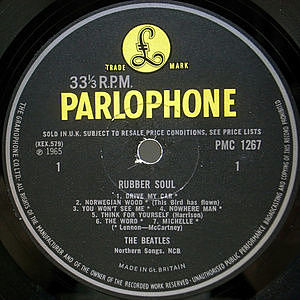 £
TRADE MARK
33⅓ R.P.M.
PARLOPHONE
SOLD IN U.K. SUBJECT TO RESALE PRICE CONDITIONS, SEE PRICE LISTS
(XEX.579)
℗ 1965
PMC 1267
1
1
RUBBER SOUL
1. DRIVE MY CAR *
2. NORWEGIAN WOOD * (This Bird has flown)
3. YOU WON'T SEE ME * 4. NOWHERE MAN *
5. THINK FOR YOURSELF (Harrison)
6. THE WORD * 7. MICHELLE *
(* Lennon—McCartney)
THE BEATLES
Northern Songs. NCB
MADE IN GT. BRITAIN
THE GRAMOPHONE CO. LTD. ALL RIGHTS OF THE MANUFACTURER AND OF THE OWNER OF THE RECORDED WORK RESERVED UNAUTHORISED PUBLIC PERFORMANCE BROADCASTING AND COPYING OF THIS RECORD PROHIBITED